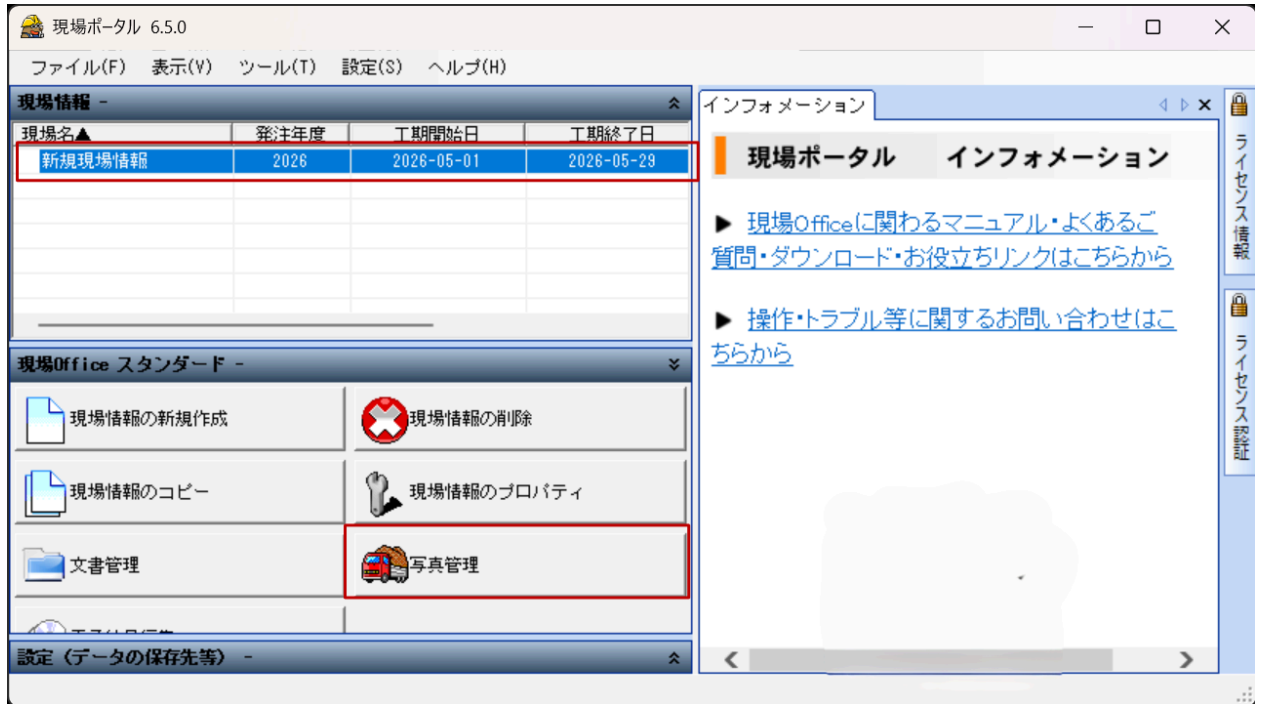 現場ポータル 6.5.0
ファイル(F) 表示(V) ツール(T) 設定(S) ヘルプ(H)
現場情報 -
現場名▲ 発注年度 工期開始日 工期終了日
新規現場情報 2026 2026-05-01 2026-05-29
現場Office スタンダード -
現場情報の新規作成 現場情報の削除
現場情報のコピー 現場情報のプロパティ
文書管理 写真管理
設定（データの保存先等） -
インフォメーション
現場ポータル インフォメーション
▶ 現場Officeに関わるマニュアル・よくあるご
質問・ダウンロード・お役立ちリンクはこちらから
▶ 操作・トラブル等に関するお問い合わせはこ
ちらから
ライセンス情報
ライセンス認証